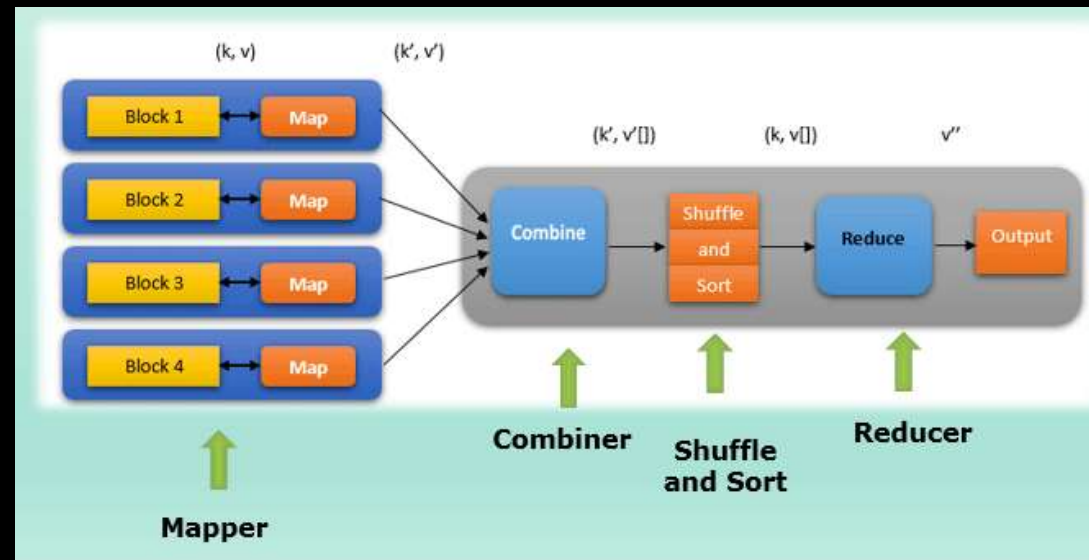 (k, v)
(k', v')
Block 1
Map
Block 2
Map
Block 3
Map
Block 4
Map
(k', v'[])
(k, v[])
v''
Combine
Shuffle
and
Sort
Reduce
Output
Mapper
Combiner
Shuffle
and Sort
Reducer